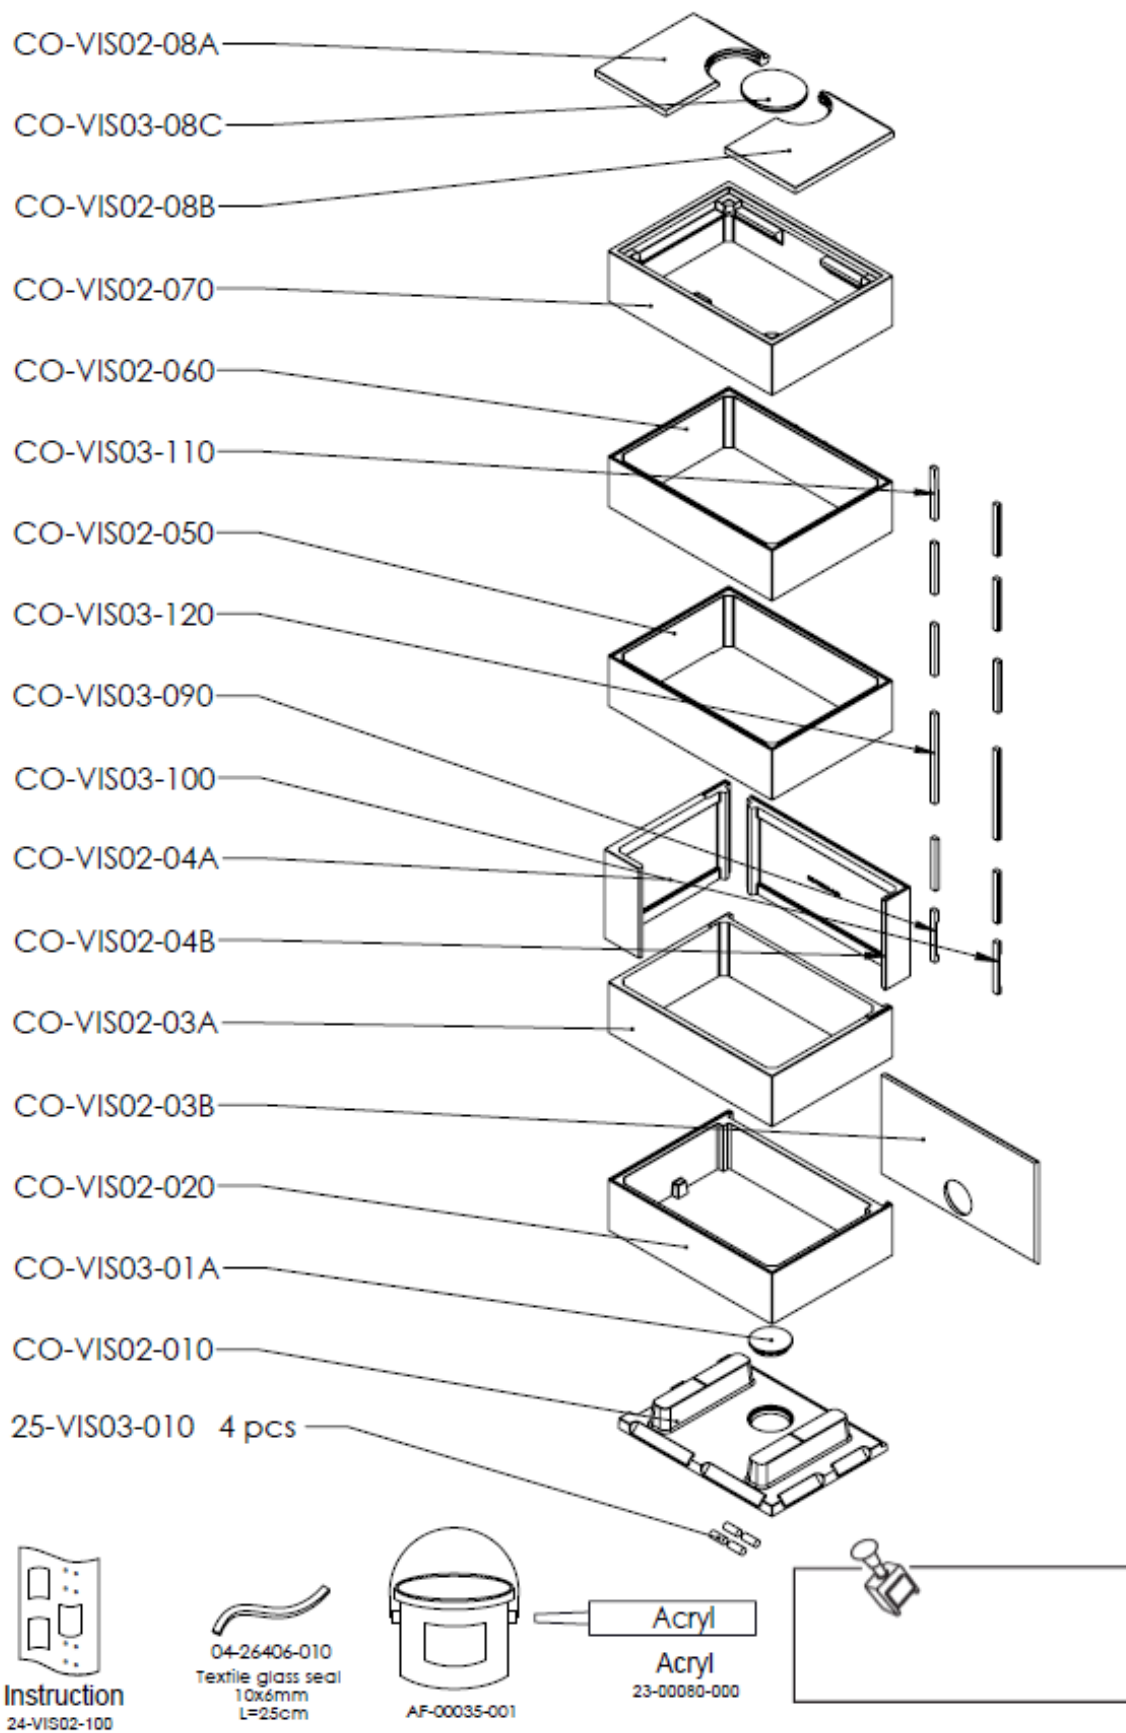 CO-VIS02-08A
CO-VIS03-08C
CO-VIS02-08B
CO-VIS02-070
CO-VIS02-060
CO-VIS03-110
CO-VIS02-050
CO-VIS03-120
CO-VIS03-090
CO-VIS03-100
CO-VIS02-04A
CO-VIS02-04B
CO-VIS02-03A
CO-VIS02-03B
CO-VIS02-020
CO-VIS03-01A
CO-VIS02-010
25-VIS03-010 4 pcs
Instruction
24-VIS02-100
04-26406-010
Textile glass seal
10x6mm
L=25cm
AF-00035-001
Acryl
Acryl
23-00080-000